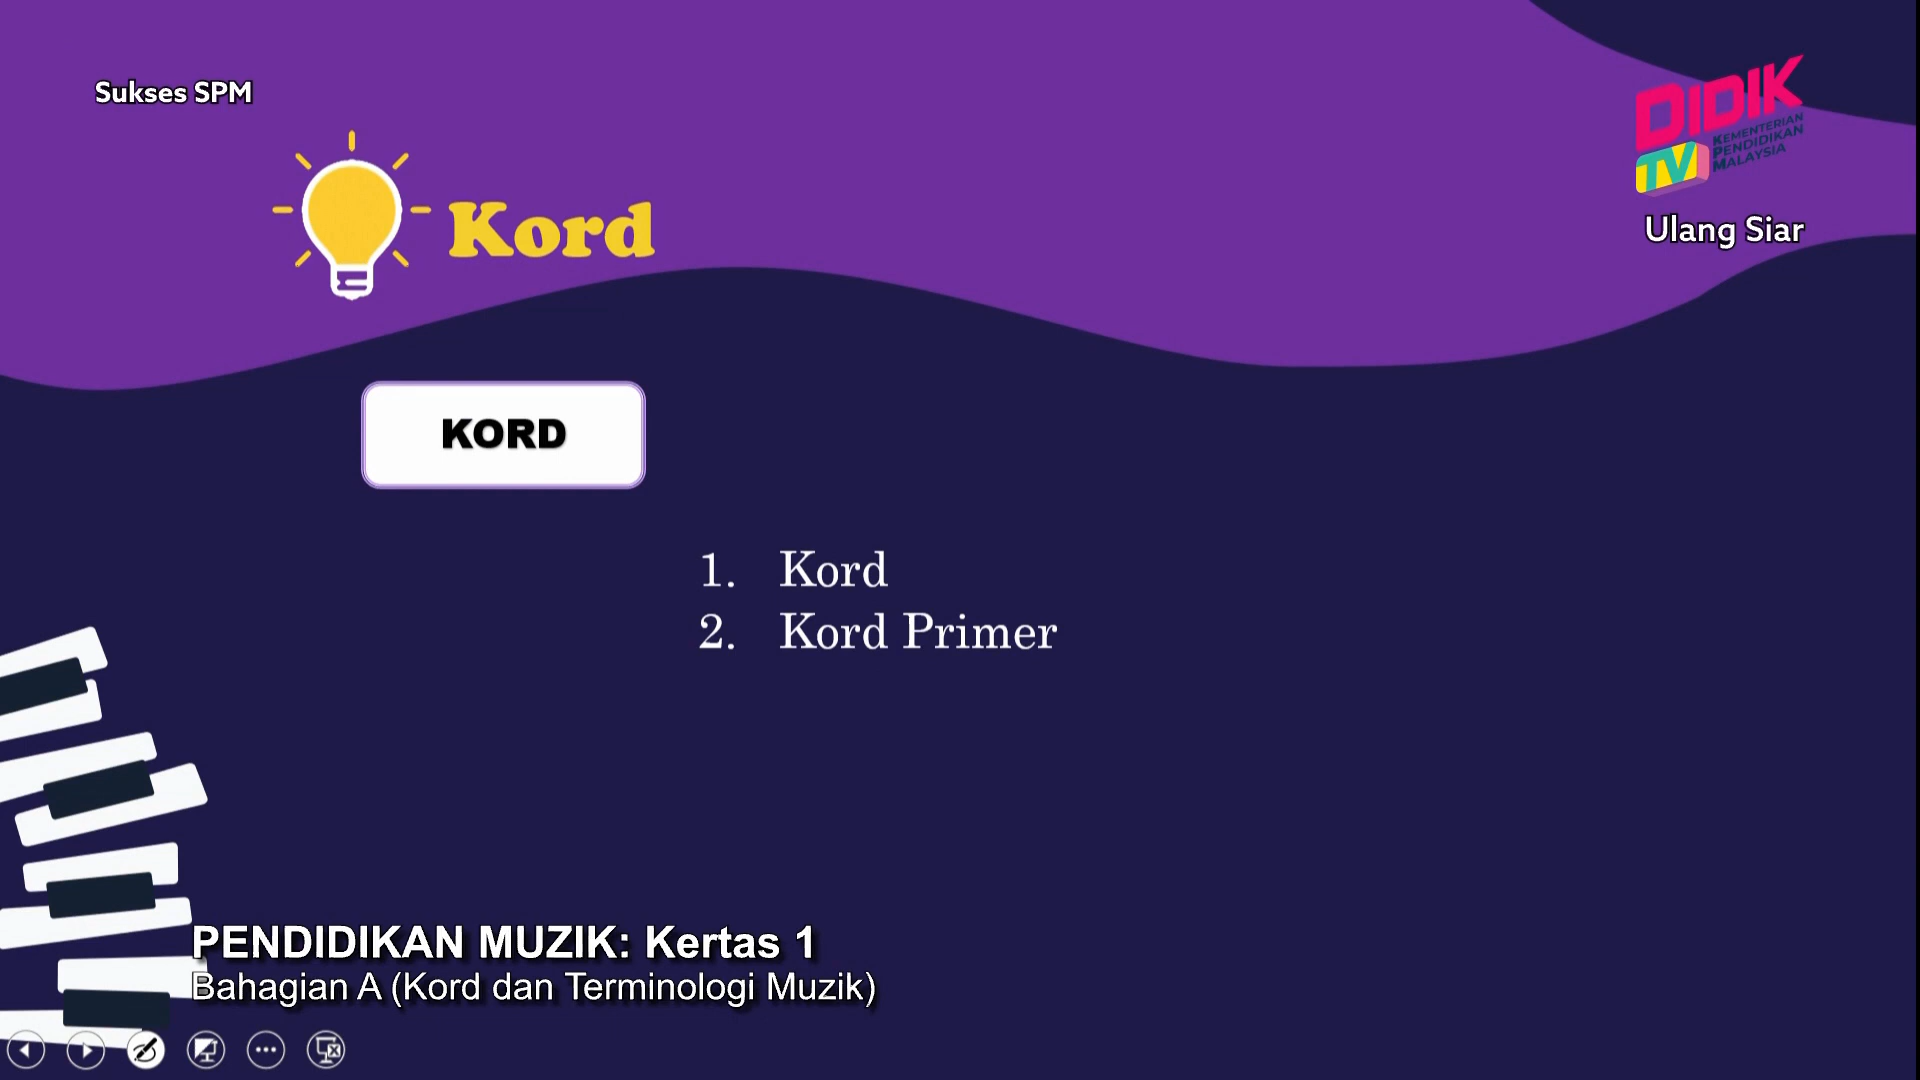 Sukses SPM
DIDIK
TV
KEMENTERIAN
PENDIDIKAN
MALAYSIA
Ulang Siar
Kord
KORD
1. Kord
2. Kord Primer
PENDIDIKAN MUZIK: Kertas 1
Bahagian A (Kord dan Terminologi Muzik)